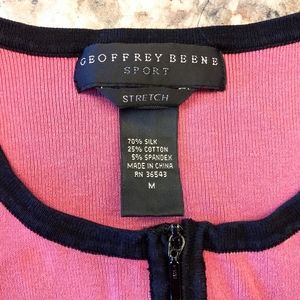 GEOFFREY BEENE
SPORT
STRETCH
70% SILK
25% COTTON
5% SPANDEX
MADE IN CHINA
RN 36543
M